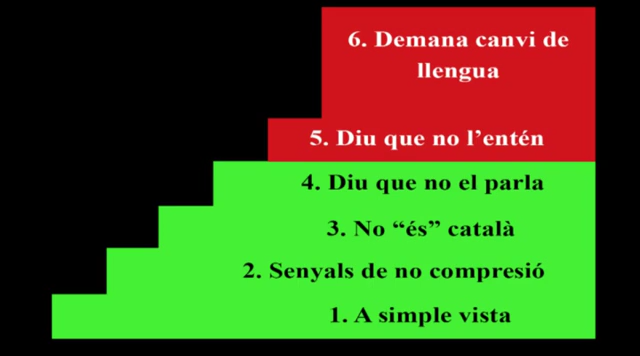 6. Demana canvi de
llengua
5. Diu que no l’entén
4. Diu que no el parla
3. No “és” català
2. Senyals de no compresió
1. A simple vista